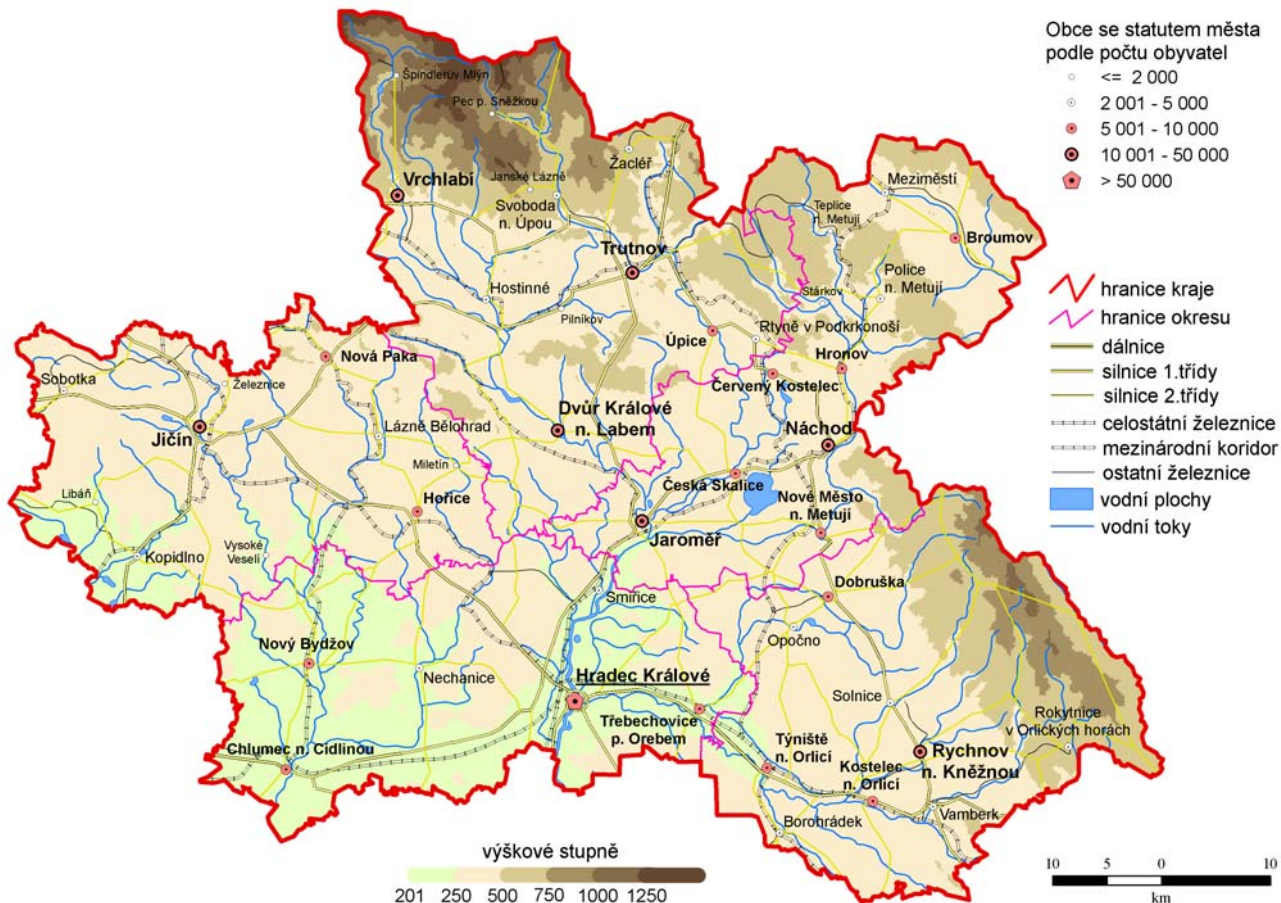 Obce se statutem města
podle počtu obyvatel
<= 2 000
2 001 - 5 000
5 001 - 10 000
10 001 - 50 000
> 50 000
Špindlerův Mlýn
Pec p. Sněžkou
Žacléř
Vrchlabí
Janské Lázně
Svoboda
n. Úpou
Meziměstí
Teplice
n. Metují
Broumov
Trutnov
Police
n. Metují
Hostinné
Stárkov
Pilníkov
Úpice
Rtyně v Podkrkonoší
Hronov
Nová Paka
Červený Kostelec
Sobotka
Železnice
Dvůr Králové
n. Labem
Jičín
Lázně Bělohrad
Náchod
Miletín
Česká Skalice
Libáň
Hořice
Nové Město
n. Metují
Jaroměř
Kopidlno
Vysoké
Veselí
Dobruška
Smiřice
Opočno
Nový Bydžov
Nechanice
Hradec Králové
Solnice
Třebechovice
p. Orebem
Rokytnice
v Orlických horách
Chlumec n. Cidlinou
Týniště
n. Orlicí
Rychnov
n. Kněžnou
Kostelec
n. Orlicí
Borohrádek
Vamberk
hranice kraje
hranice okresu
dálnice
silnice 1.třídy
silnice 2.třídy
celostátní železnice
mezinárodní koridor
ostatní železnice
vodní plochy
vodní toky
výškové stupně
201 250 500 750 1000 1250
10 5 0 10
km